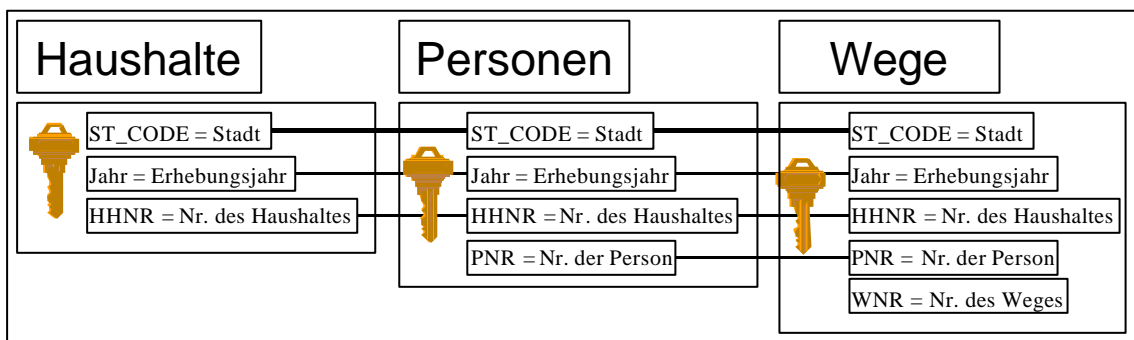 Haushalte
ST_CODE = Stadt
Jahr = Erhebungsjahr
HHNR = Nr. des Haushaltes
Personen
ST_CODE = Stadt
Jahr = Erhebungsjahr
HHNR = Nr. des Haushaltes
PNR = Nr. der Person
Wege
ST_CODE = Stadt
Jahr = Erhebungsjahr
HHNR = Nr. des Haushaltes
PNR = Nr. der Person
WNR = Nr. des Weges